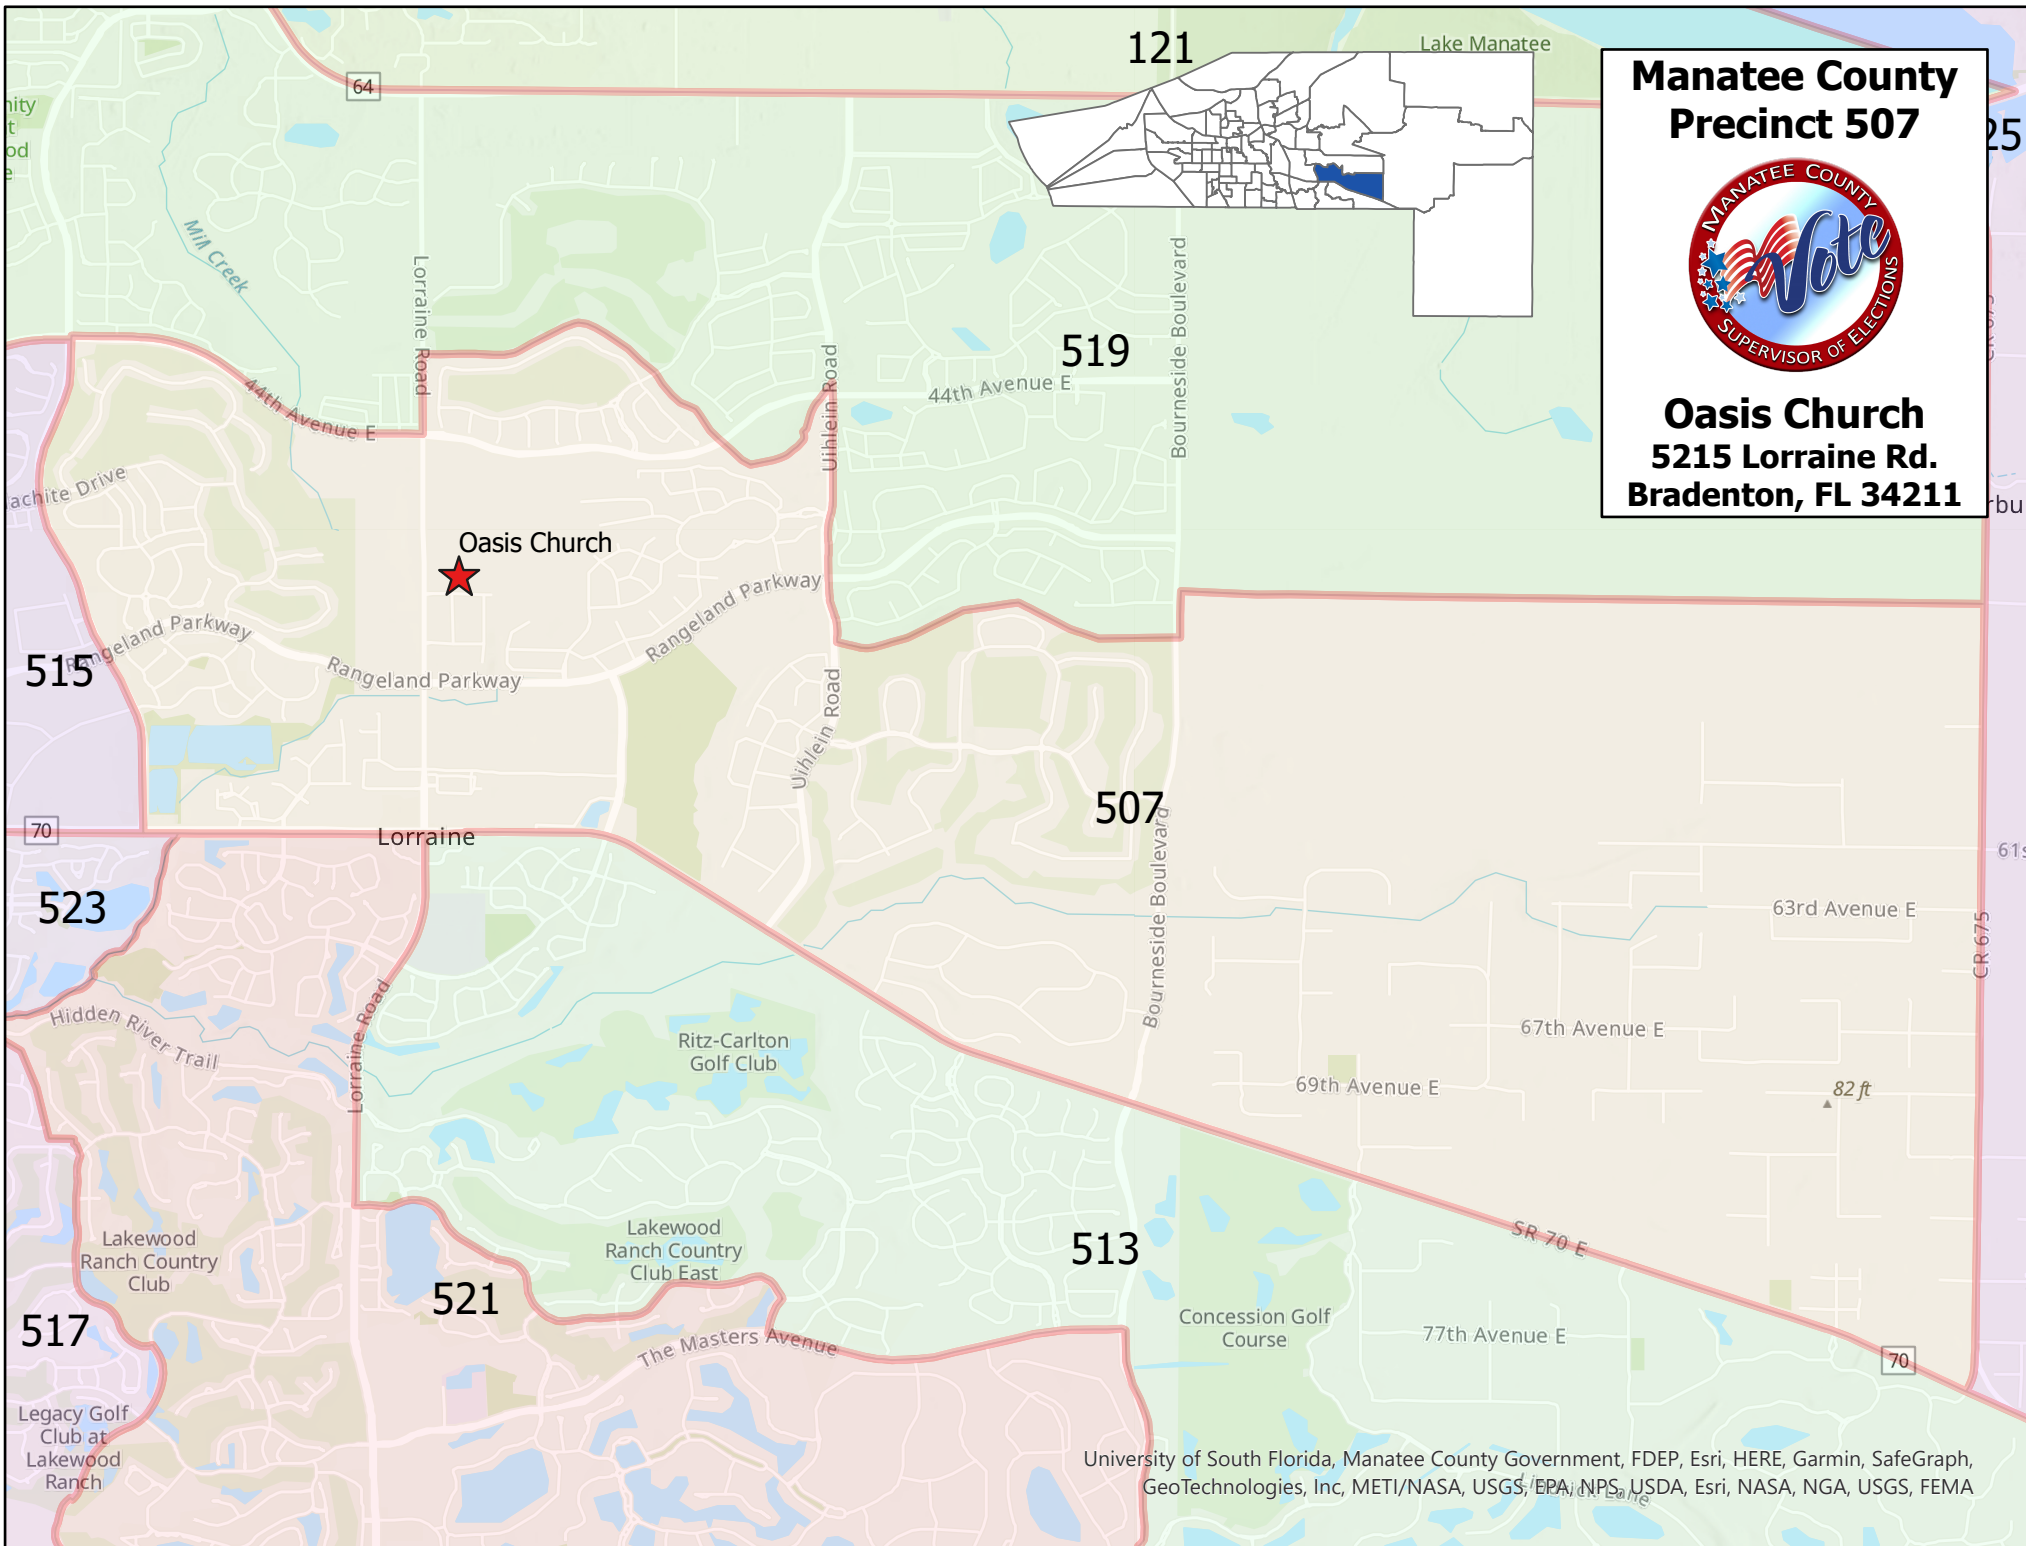 121
Lake Manatee
Manatee County
Precinct 507
MANATEE COUNTY
Vote
SUPERVISOR OF ELECTIONS
Oasis Church
5215 Lorraine Rd.
Bradenton, FL 34211
64
25
Mill Creek
Lorraine Road
Uihlein Road
Bourneside Boulevard
519
44th Avenue E
44th Avenue E
achite Drive
rbu
Oasis Church
Rangeland Parkway
Rangeland Parkway
Rangeland Parkway
515
Uihlein Road
507
Bourneside Boulevard
70
Lorraine
61s
523
63rd Avenue E
CR 675
Hidden River Trail
Lorraine Road
Ritz-Carlton
Golf Club
67th Avenue E
69th Avenue E
82 ft
Lakewood
Ranch Country
Club
Lakewood
Ranch Country
Club East
513
SR 70 E
521
517
The Masters Avenue
Concession Golf
Course
77th Avenue E
70
Legacy Golf
Club at
Lakewood
Ranch
University of South Florida, Manatee County Government, FDEP, Esri, HERE, Garmin, SafeGraph,
GeoTechnologies, Inc, METI/NASA, USGS, EPA, NPS, USDA, Esri, NASA, NGA, USGS, FEMA